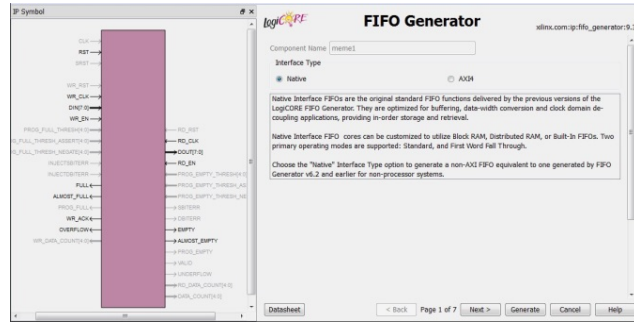 IP Symbol
CLK
RST
SRST
WR_RST
WR_CLK
DIN[7:0]
WR_EN
PROG_FULL_THRESH[4:0]
G_FULL_THRESH_ASSERT[4:0]
G_FULL_THRESH_NEGATE[4:0]
INJECTSBITERR
INJECTDBITERR
FULL
ALMOST_FULL
PROG_FULL
WR_ACK
OVERFLOW
WR_DATA_COUNT[4:0]
RD_RST
RD_CLK
DOUT[7:0]
RD_EN
PROG_EMPTY_THRESH[4:0]
PROG_EMPTY_THRESH_AS
PROG_EMPTY_THRESH_NE
SBITERR
DBITERR
EMPTY
ALMOST_EMPTY
PROG_EMPTY
VALID
UNDERFLOW
RD_DATA_COUNT[4:0]
DATA_COUNT[4:0]
LogiCORE
FIFO Generator
xilinx.com:ip:fifo_generator:9.
Component Name meme1
Interface Type
Native AXI4
Native Interface FIFOs are the original standard FIFO functions delivered by the previous versions of the
LogiCORE FIFO Generator. They are optimized for buffering, data-width conversion and clock domain de-
coupling applications, providing in-order storage and retrieval.
Native Interface FIFO cores can be customized to utilize Block RAM, Distributed RAM, or Built-In FIFOs. Two
primary operating modes are supported: Standard, and First Word Fall Through.
Choose the "Native" Interface Type option to generate a non-AXI FIFO equivalent to one generated by FIFO
Generator v6.2 and earlier for non-processor systems.
Datasheet < Back Page 1 of 7 Next > Generate Cancel Help